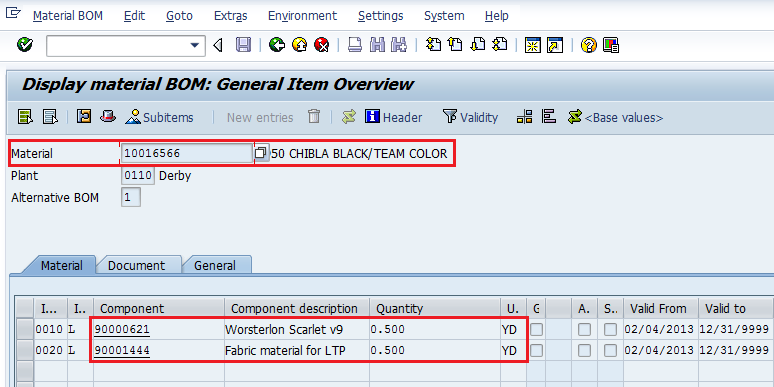 Material BOM Edit Goto Extras Environment Settings System Help
Display material BOM: General Item Overview
Subitems New entries Header Validity <Base values>
Material 10016566 50 CHIBLA BLACK/TEAM COLOR
Plant 0110 Derby
Alternative BOM 1
Material Document General
I... I.. Component Component description Quantity U. G A.. S.. Valid From Valid to
0010 L 90000621 Worsterlon Scarlet v9 0.500 YD 02/04/2013 12/31/9999
0020 L 90001444 Fabric material for LTP 0.500 YD 02/04/2013 12/31/9999